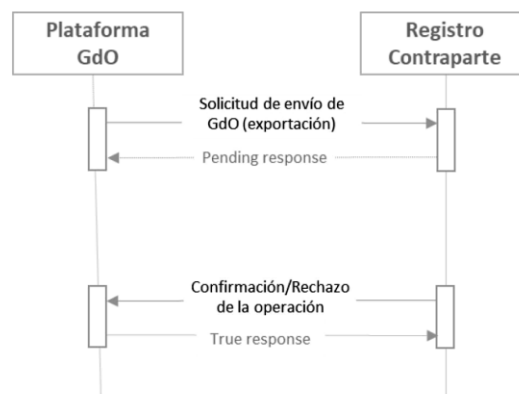 Plataforma
GdO
Registro
Contraparte
Solicitud de envío de
GdO (exportación)
Pending response
Confirmación/Rechazo
de la operación
True response